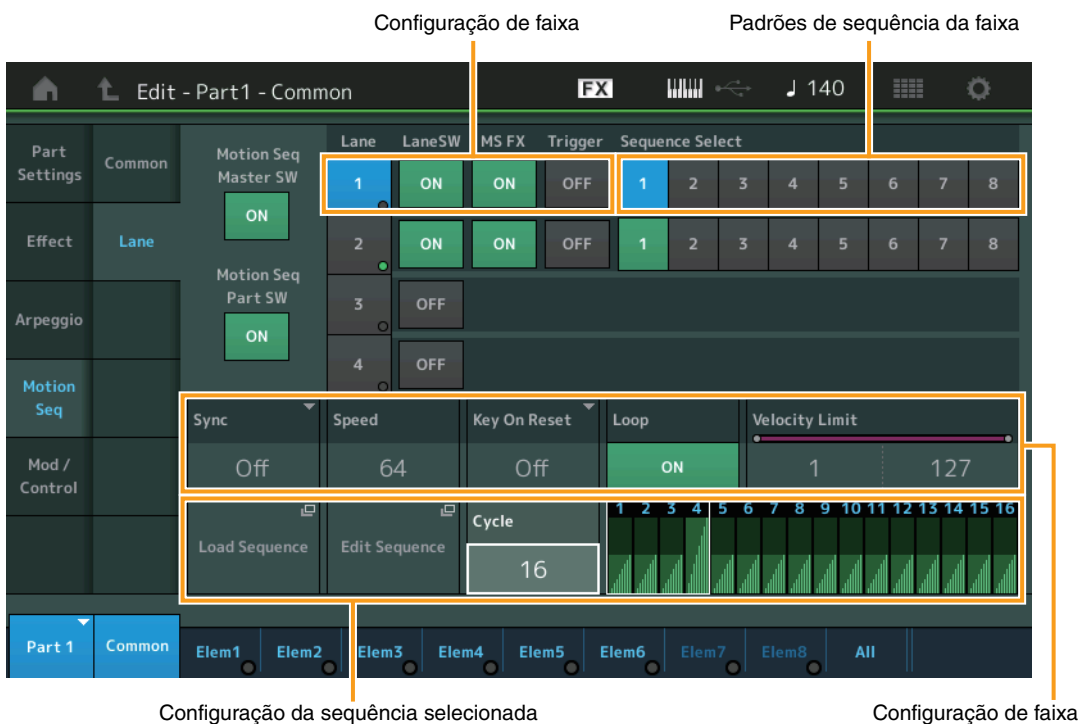 Configuração de faixa
Padrões de sequência da faixa
Edit - Part1 - Common
FX
140
Part Settings
Common
Effect
Lane
Arpeggio
Motion Seq
Mod / Control
Motion Seq Master SW
ON
Motion Seq Part SW
ON
Lane LaneSW MS FX Trigger Sequence Select
1 ON ON OFF 1 2 3 4 5 6 7 8
2 ON ON OFF 1 2 3 4 5 6 7 8
3 OFF
4 OFF
Sync Speed Key On Reset Loop Velocity Limit
Off 64 Off ON 1 127
Load Sequence Edit Sequence Cycle 1 2 3 4 5 6 7 8 9 10 11 12 13 14 15 16
16
Part 1 Common Elem1 Elem2 Elem3 Elem4 Elem5 Elem6 Elem7 Elem8 All
Configuração da sequência selecionada
Configuração de faixa